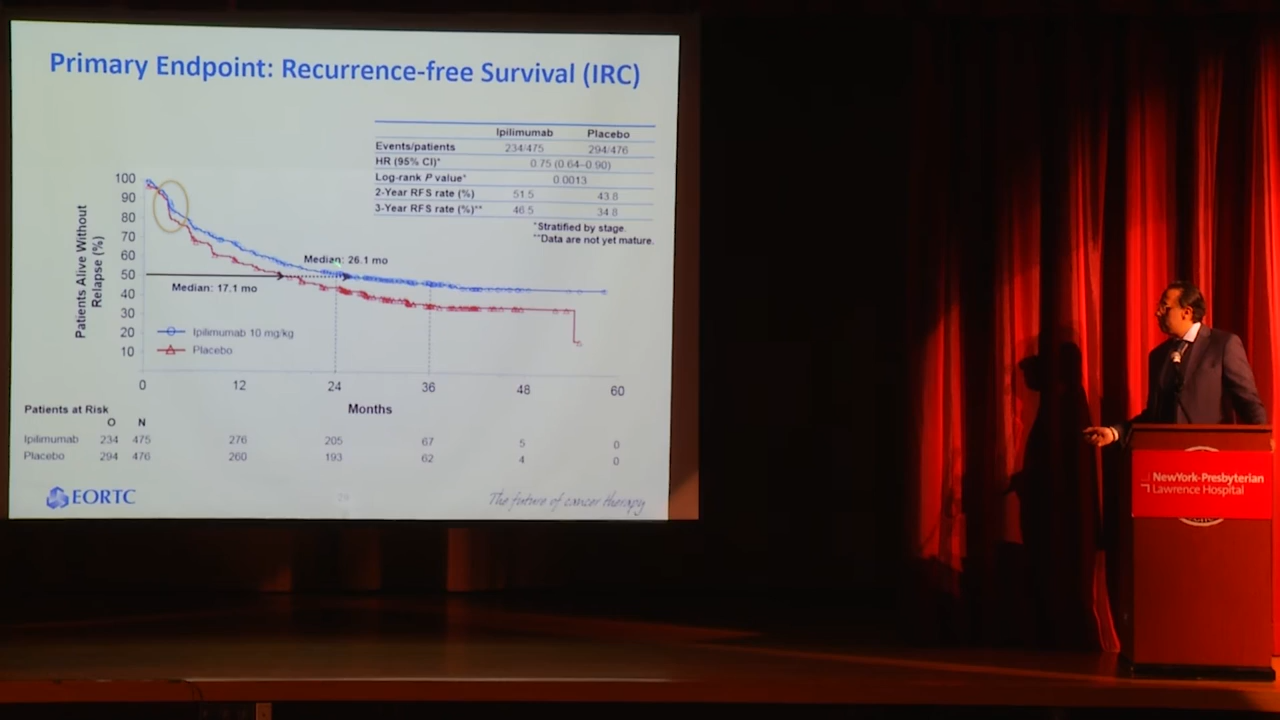 Primary Endpoint: Recurrence-free Survival (IRC)
Ipilimumab Placebo
Events/patients 234/475 294/476
HR (95% CI)* 0.75 (0.64–0.90)
Log-rank P value* 0.0013
2-Year RFS rate (%) 51.5 43.8
3-Year RFS rate (%)** 46.5 34.8
*Stratified by stage.
**Data are not yet mature.
Patients Alive Without
Relapse (%)
100
90
80
70
60
50
40
30
20
10
Median: 26.1 mo
Median: 17.1 mo
Ipilimumab 10 mg/kg
Placebo
0 12 24 36 48 60
Months
Patients at Risk
O N
Ipilimumab 234 475 276 205 67 5 0
Placebo 294 476 260 193 62 4 0
EORTC
The future of cancer therapy
NewYork-Presbyterian
Lawrence Hospital